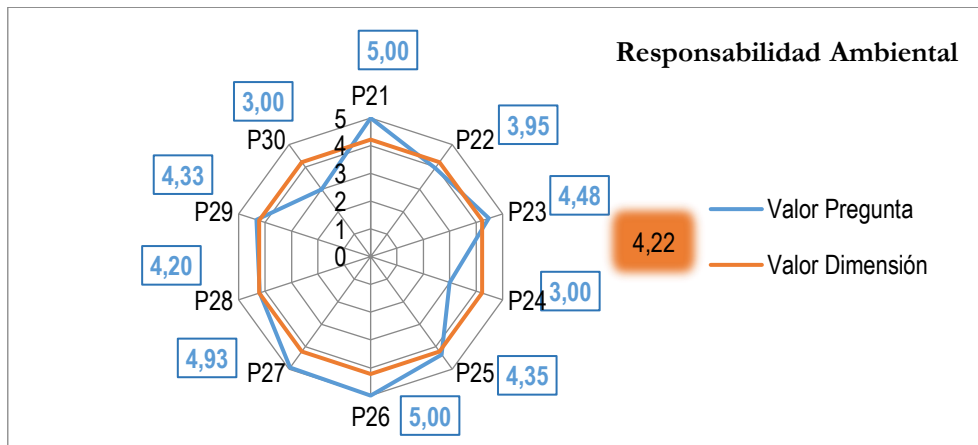 Responsabilidad Ambiental
5,00
P21
3,00
P30
3,95
P22
4,33
P29
4,48
P23
4,20
P28
3,00
P24
4,93
P27
4,35
P25
5,00
P26
5
4
3
2
1
0
4,22
Valor Pregunta
Valor Dimensión